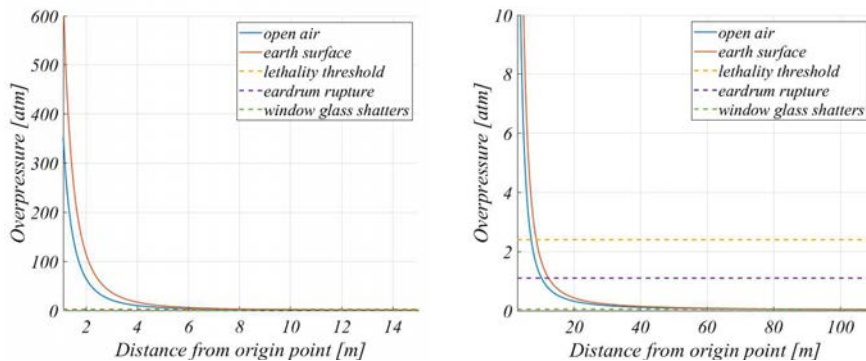 600
500
400
300
200
100
0
Overpressure [atm]
open air
earth surface
lethality threshold
eardrum rupture
window glass shatters
2 4 6 8 10 12 14
Distance from origin point [m]
10
8
6
4
2
0
Overpressure [atm]
open air
earth surface
lethality threshold
eardrum rupture
window glass shatters
20 40 60 80 100
Distance from origin point [m]